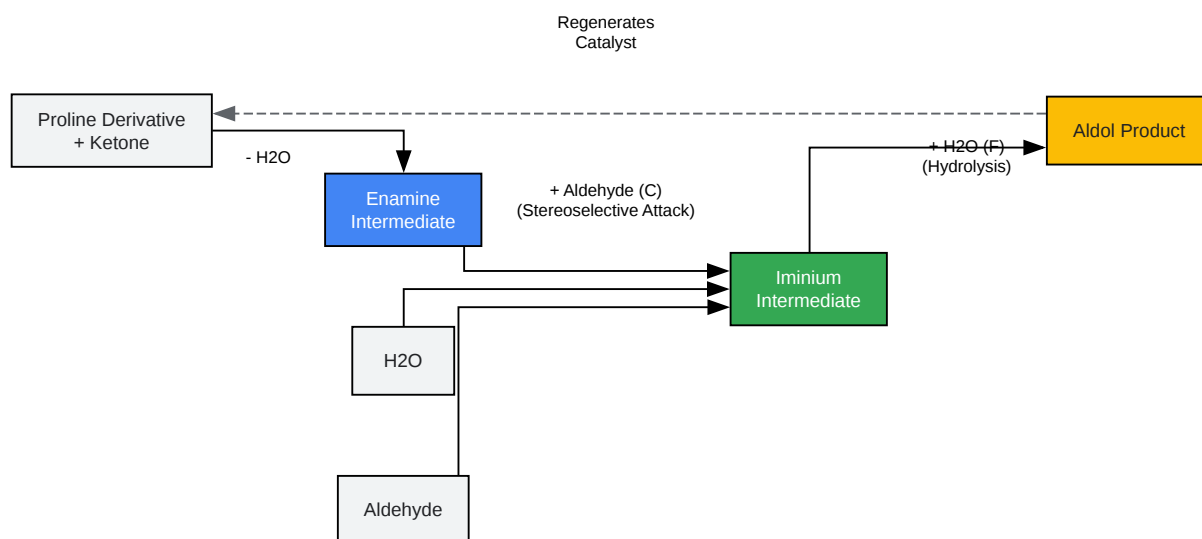 Regenerates
Catalyst
Proline Derivative
+ Ketone
Aldol Product
- H2O
+ H2O (F)
(Hydrolysis)
Enamine
Intermediate
+ Aldehyde (C)
(Stereoselective Attack)
Iminium
Intermediate
H2O
Aldehyde